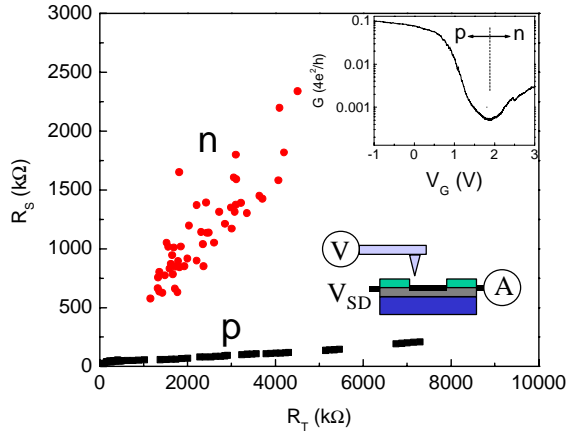 3000
2500
2000
1500
1000
500
0
R_S (kΩ)
0 2000 4000 6000 8000 10000
R_T (kΩ)
n
p
0.1
0.01
0.001
G (4e²/h)
p n
-1 0 1 2 3
V_G (V)
V
V_SD
A